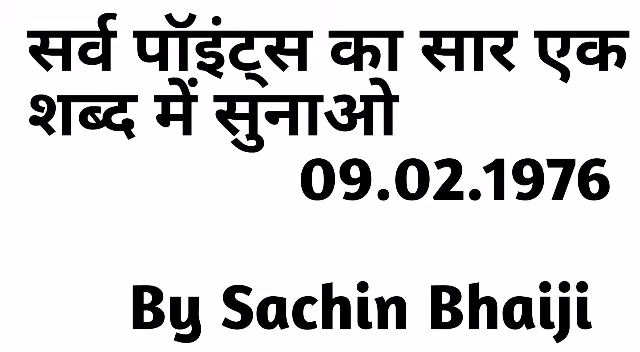 सर्व पॉइंट्स का सार एक
शब्द में सुनाओ
09.02.1976
By Sachin Bhaiji